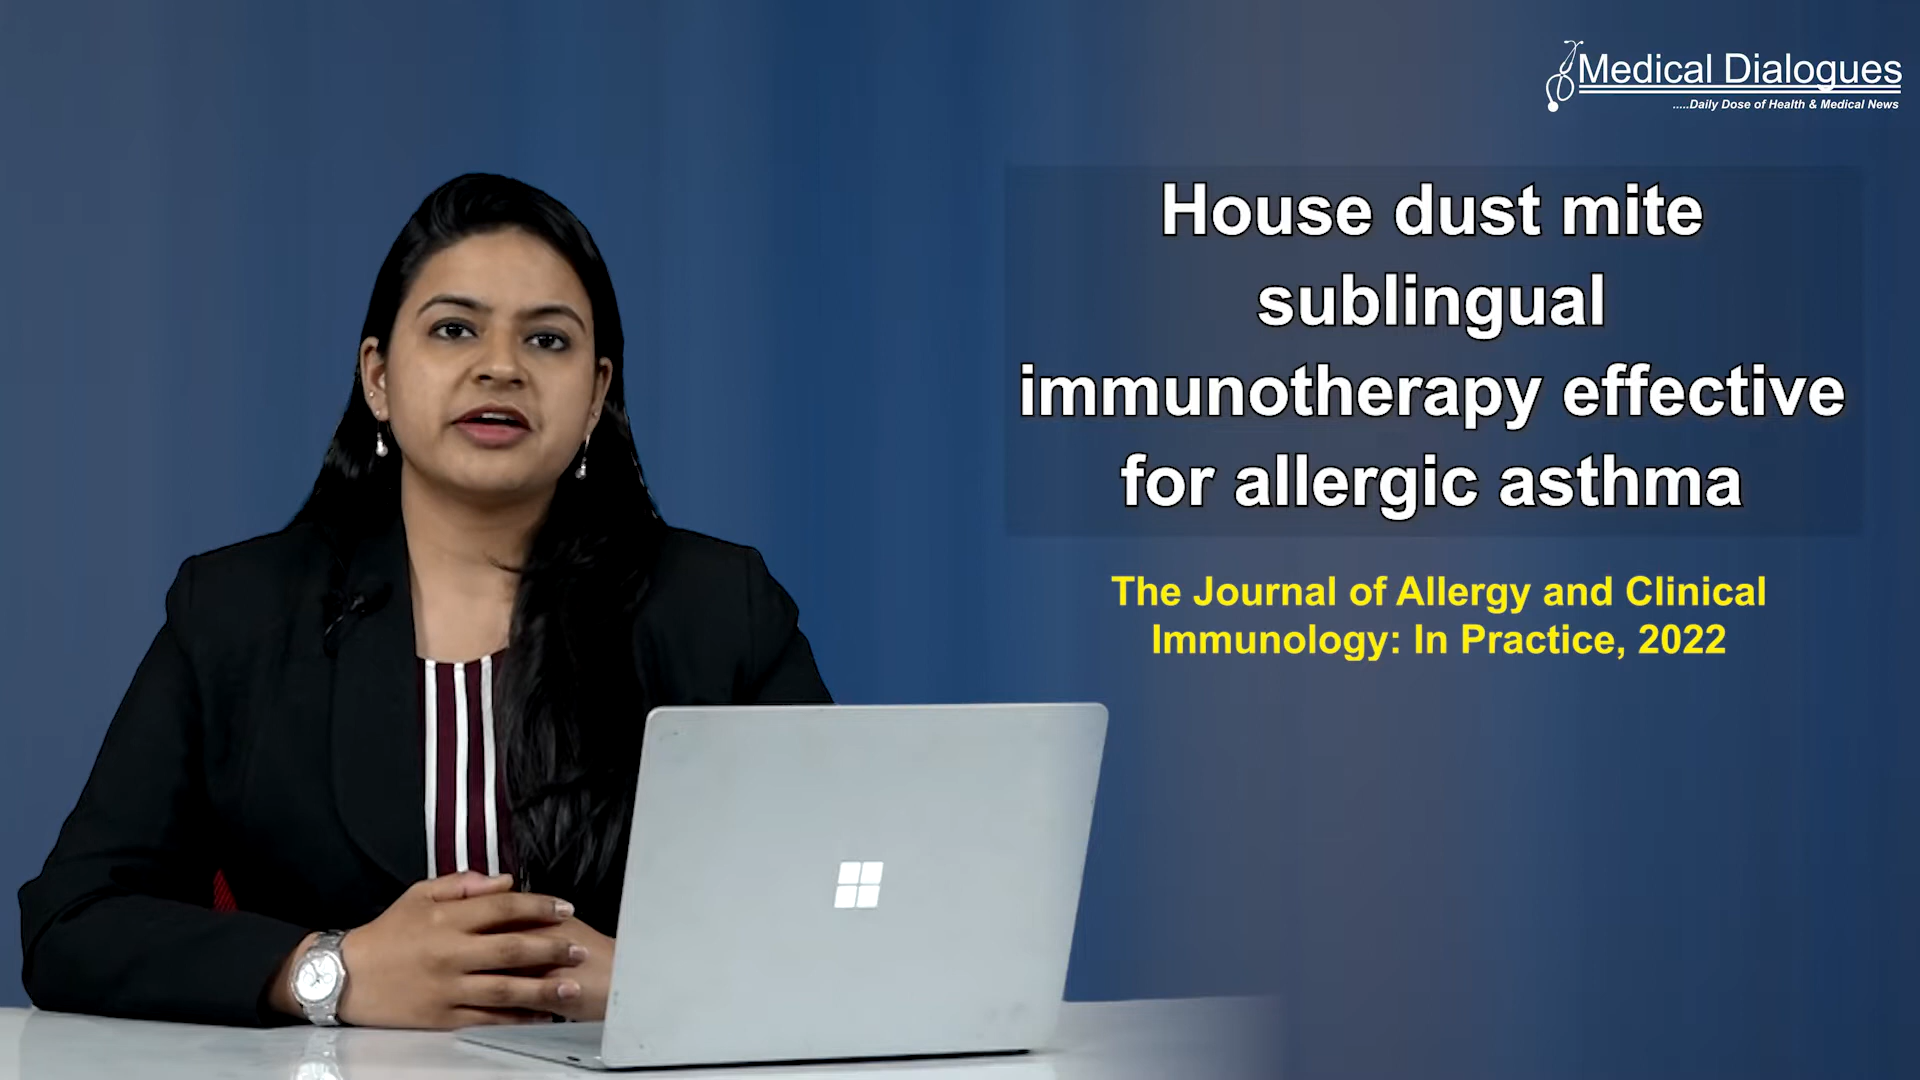 Medical Dialogues
.....Daily Dose of Health & Medical News
House dust mite
sublingual
immunotherapy effective
for allergic asthma
The Journal of Allergy and Clinical
Immunology: In Practice, 2022